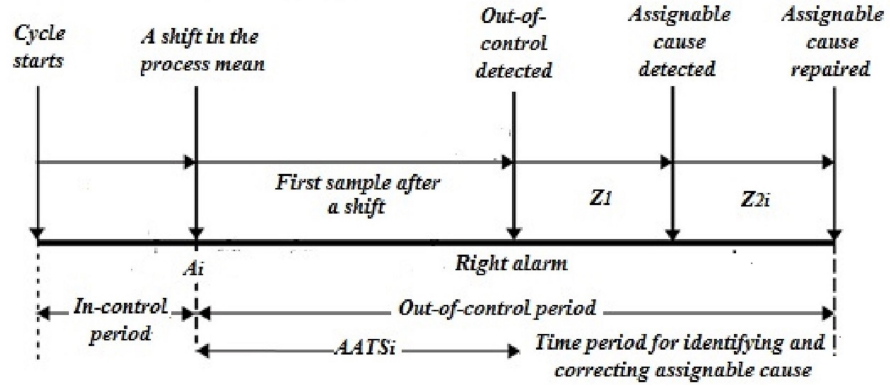 Cycle
starts
A shift in the
process mean
Out-of-
control
detected
Assignable
cause
detected
Assignable
cause
repaired
First sample after
a shift
Z1
Z2i
Ai
Right alarm
In-control
period
Out-of-control period
AATSi
Time period for identifying and
correcting assignable cause